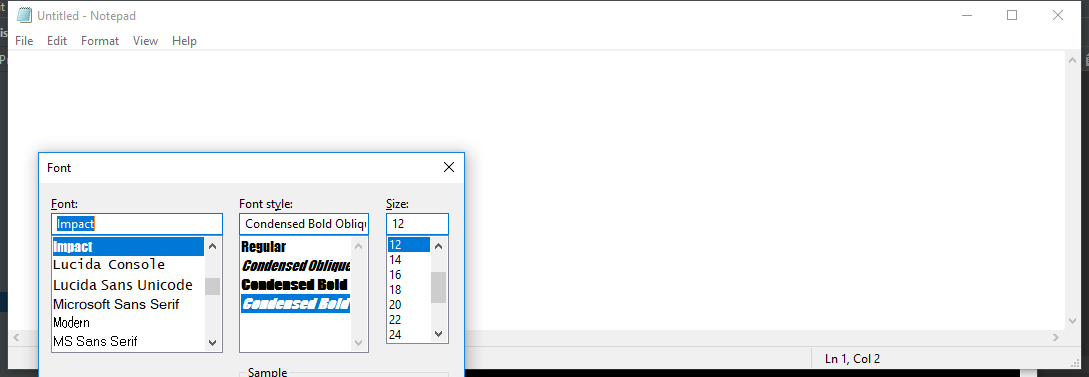 Untitled - Notepad
File Edit Format View Help
Font
Font: Font style: Size:
Impact Condensed Bold Obliqu 12
Impact Regular 12
Lucida Console Condensed Oblique 14
Lucida Sans Unicode Condensed Bold 16
Microsoft Sans Serif Condensed Bold 18
Modern 20
MS Sans Serif 22
24
Ln 1, Col 2
Sample